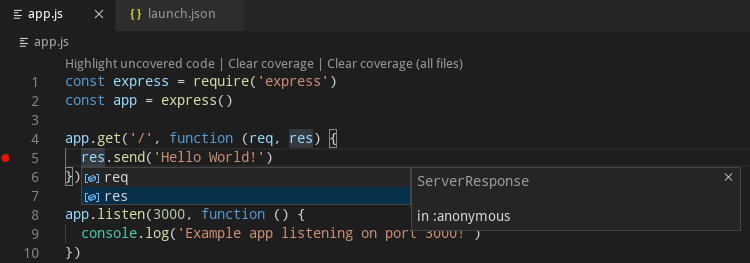 app.js × {} launch.json
app.js
Highlight uncovered code | Clear coverage | Clear coverage (all files)
1 const express = require('express')
2 const app = express()
3
4 app.get('/', function (req, res) {
5 res.send('Hello World!')
6 })
req
ServerResponse ×
7
res
in :anonymous
8 app.listen(3000, function () {
9 console.log('Example app listening on port 3000!')
10 })